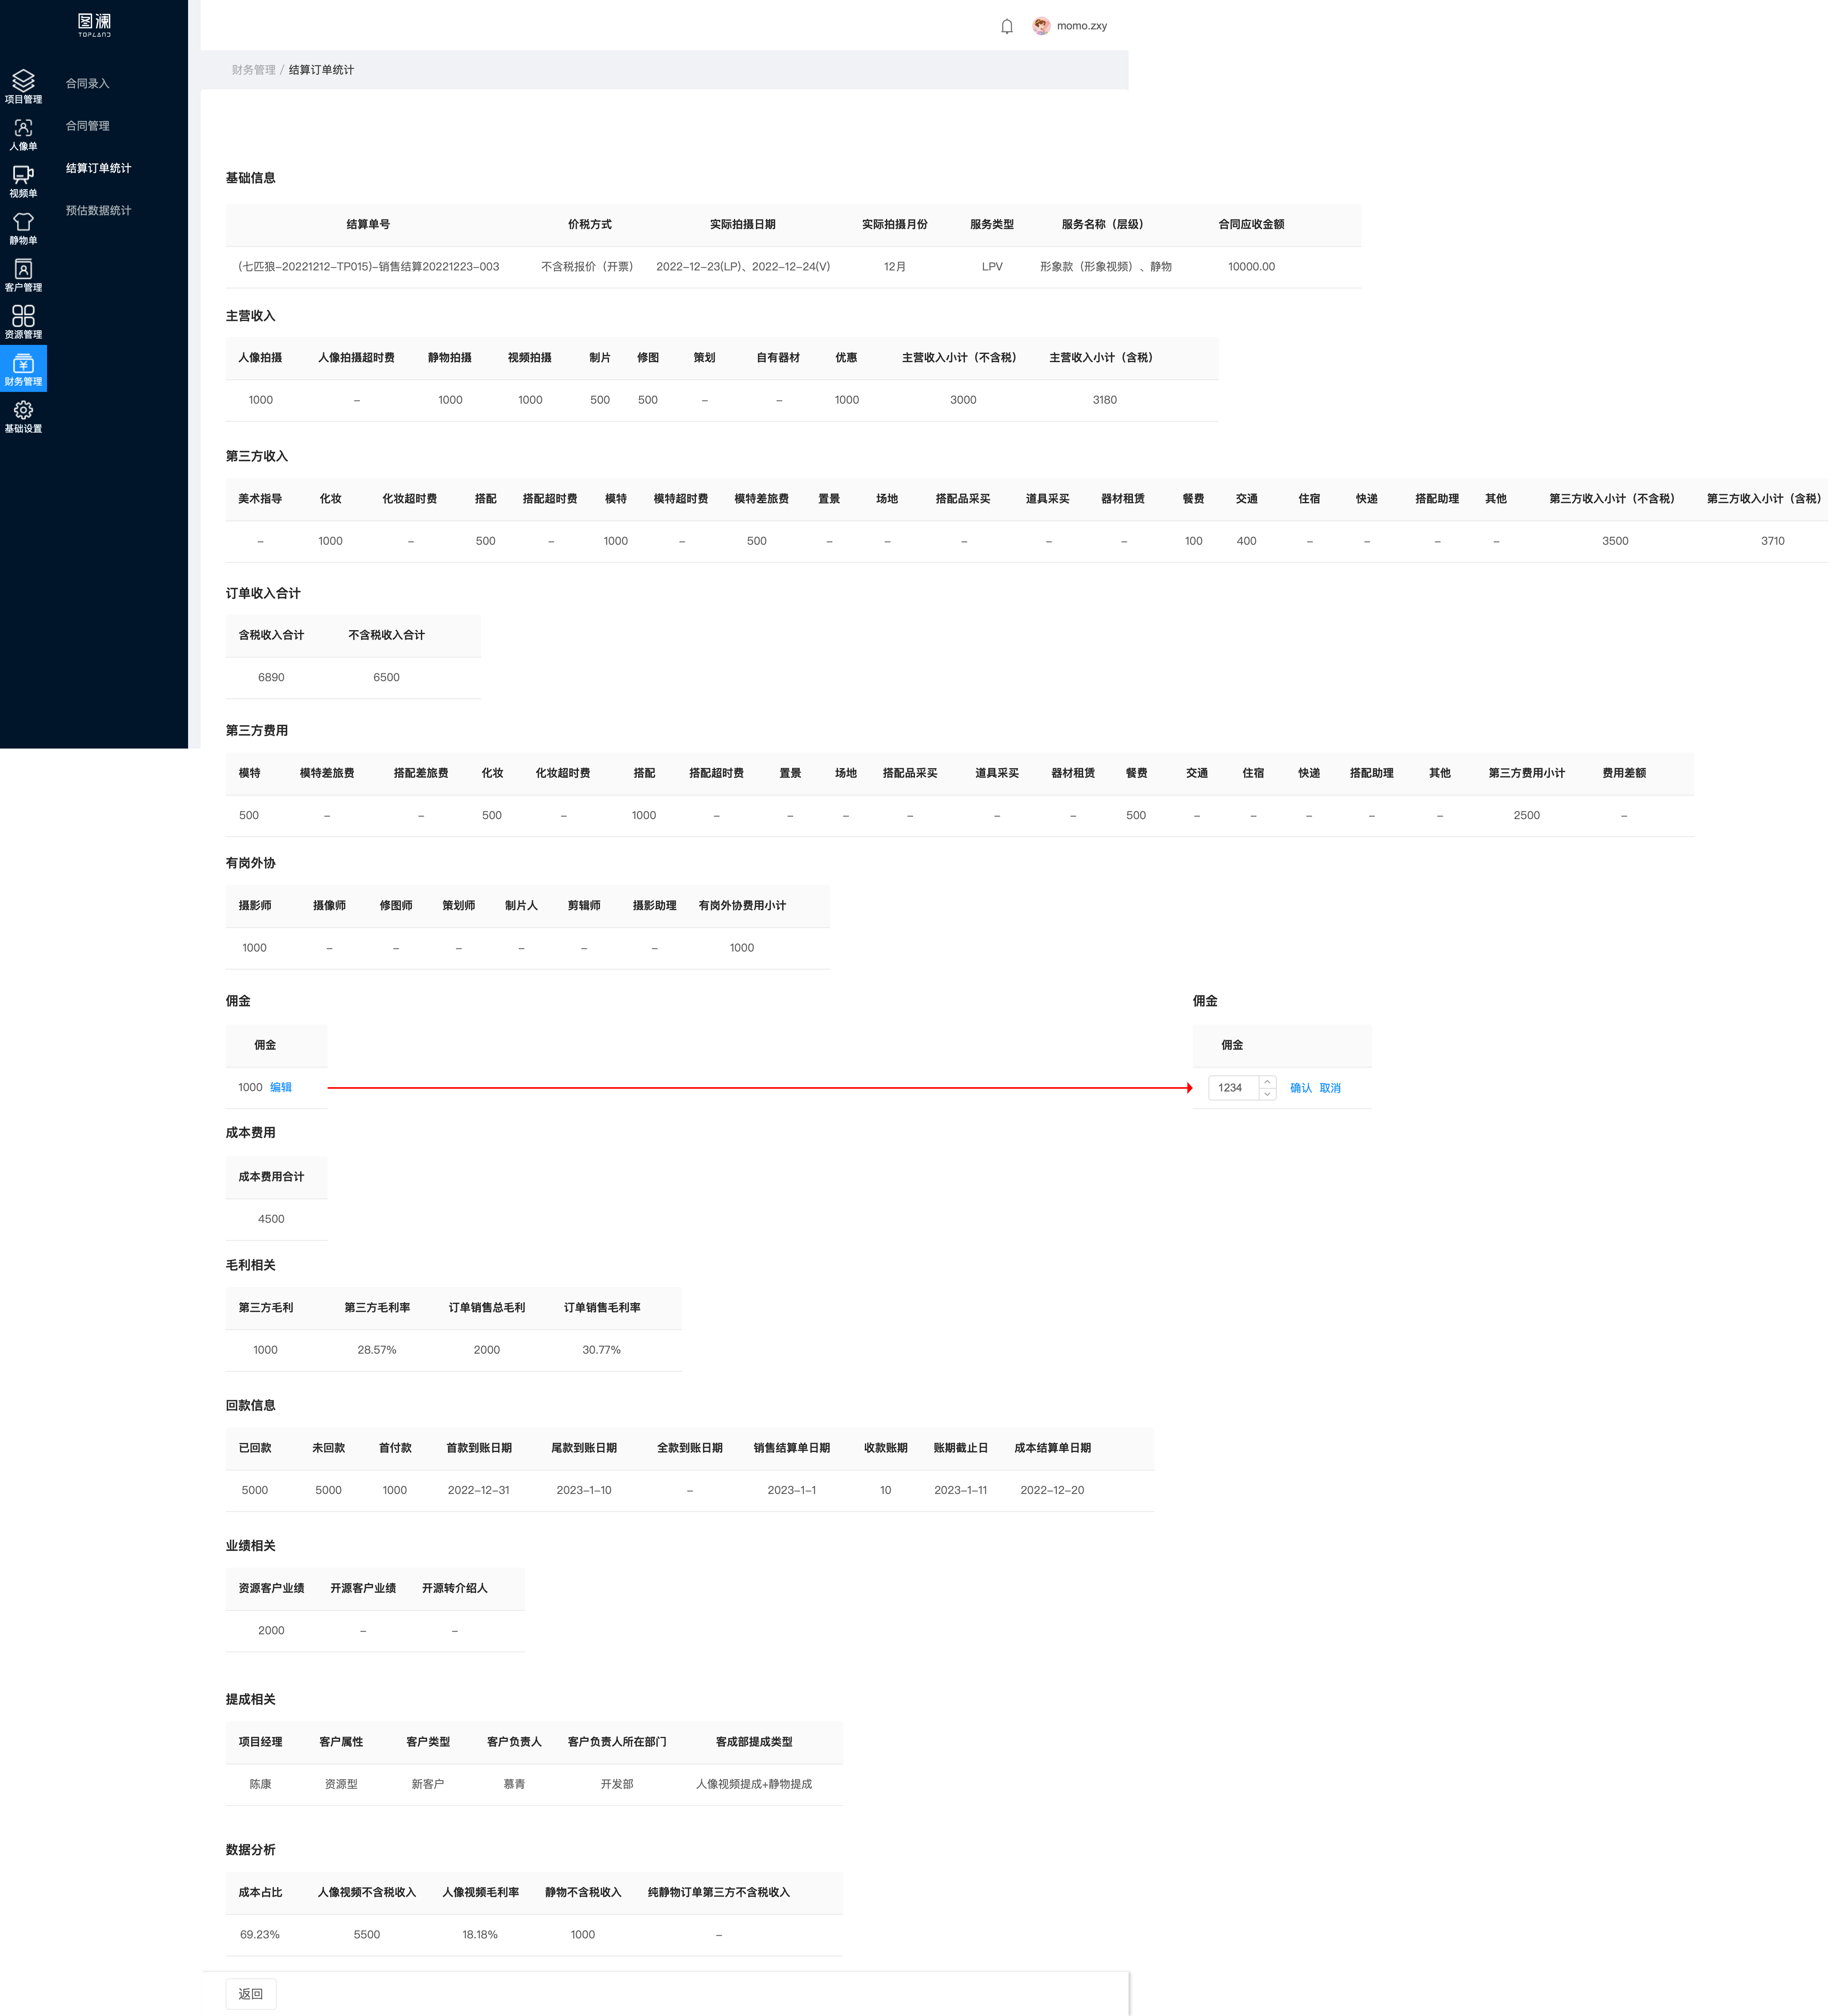 图澜
TOPLAND
momo.zxy
项目管理
人像单
视频单
静物单
客户管理
资源管理
财务管理
基础设置
合同录入
合同管理
结算订单统计
预估数据统计
财务管理 / 结算订单统计
基础信息
结算单号 价税方式 实际拍摄日期 实际拍摄月份 服务类型 服务名称（层级） 合同应收金额
(七匹狼-20221212-TP015)-销售结算20221223-003 不含税报价（开票） 2022-12-23(LP)、2022-12-24(V) 12月 LPV 形象款（形象视频）、静物 10000.00
主营收入
人像拍摄 人像拍摄超时费 静物拍摄 视频拍摄 制片 修图 策划 自有器材 优惠 主营收入小计（不含税） 主营收入小计（含税）
1000 - 1000 1000 500 500 - - 1000 3000 3180
第三方收入
美术指导 化妆 化妆超时费 搭配 搭配超时费 模特 模特超时费 模特差旅费 置景 场地 搭配品采买 道具采买 器材租赁 餐费 交通 住宿 快递 搭配助理 其他 第三方收入小计（不含税） 第三方收入小计（含税）
- 1000 - 500 - 1000 - 500 - - - - - 100 400 - - - - 3500 3710
订单收入合计
含税收入合计 不含税收入合计
6890 6500
第三方费用
模特 模特差旅费 搭配差旅费 化妆 化妆超时费 搭配 搭配超时费 置景 场地 搭配品采买 道具采买 器材租赁 餐费 交通 住宿 快递 搭配助理 其他 第三方费用小计 费用差额
500 - - 500 - 1000 - - - - - - 500 - - - - - 2500 -
有岗外协
摄影师 摄像师 修图师 策划师 制片人 剪辑师 摄影助理 有岗外协费用小计
1000 - - - - - - 1000
佣金
佣金
1000 编辑
佣金
佣金
1234 确认 取消
成本费用
成本费用合计
4500
毛利相关
第三方毛利 第三方毛利率 订单销售总毛利 订单销售毛利率
1000 28.57% 2000 30.77%
回款信息
已回款 未回款 首付款 首款到账日期 尾款到账日期 全款到账日期 销售结算单日期 收款账期 账期截止日 成本结算单日期
5000 5000 1000 2022-12-31 2023-1-10 - 2023-1-1 10 2023-1-11 2022-12-20
业绩相关
资源客户业绩 开源客户业绩 开源转介绍人
2000 - -
提成相关
项目经理 客户属性 客户类型 客户负责人 客户负责人所在部门 客成部提成类型
陈康 资源型 新客户 慕青 开发部 人像视频提成+静物提成
数据分析
成本占比 人像视频不含税收入 人像视频毛利率 静物不含税收入 纯静物订单第三方不含税收入
69.23% 5500 18.18% 1000 -
返回